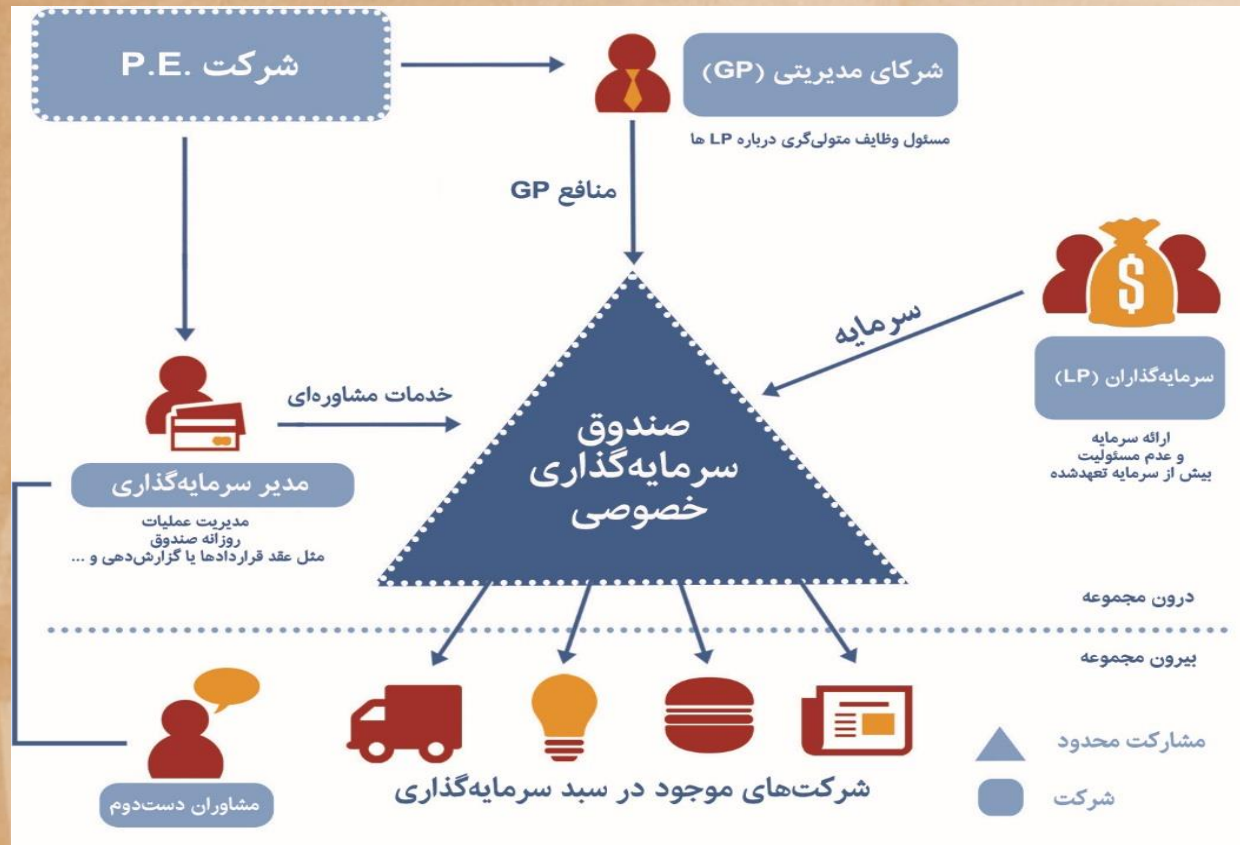 شرکت P.E.
شرکای مدیریتی (GP)
مسئول وظایف متولی‌گری درباره LP ها
منافع GP
سرمایه
سرمایه‌گذاران (LP)
ارائه سرمایه
و عدم مسئولیت
بیش از سرمایه تعهدشده
خدمات مشاوره‌ای
صندوق
سرمایه‌گذاری
خصوصی
مدیر سرمایه‌گذاری
مدیریت عملیات
روزانه صندوق
مثل عقد قراردادها یا گزارش‌دهی و ...
درون مجموعه
بیرون مجموعه
مشارکت محدود
شرکت
شرکت‌های موجود در سبد سرمایه‌گذاری
مشاوران دست‌دوم